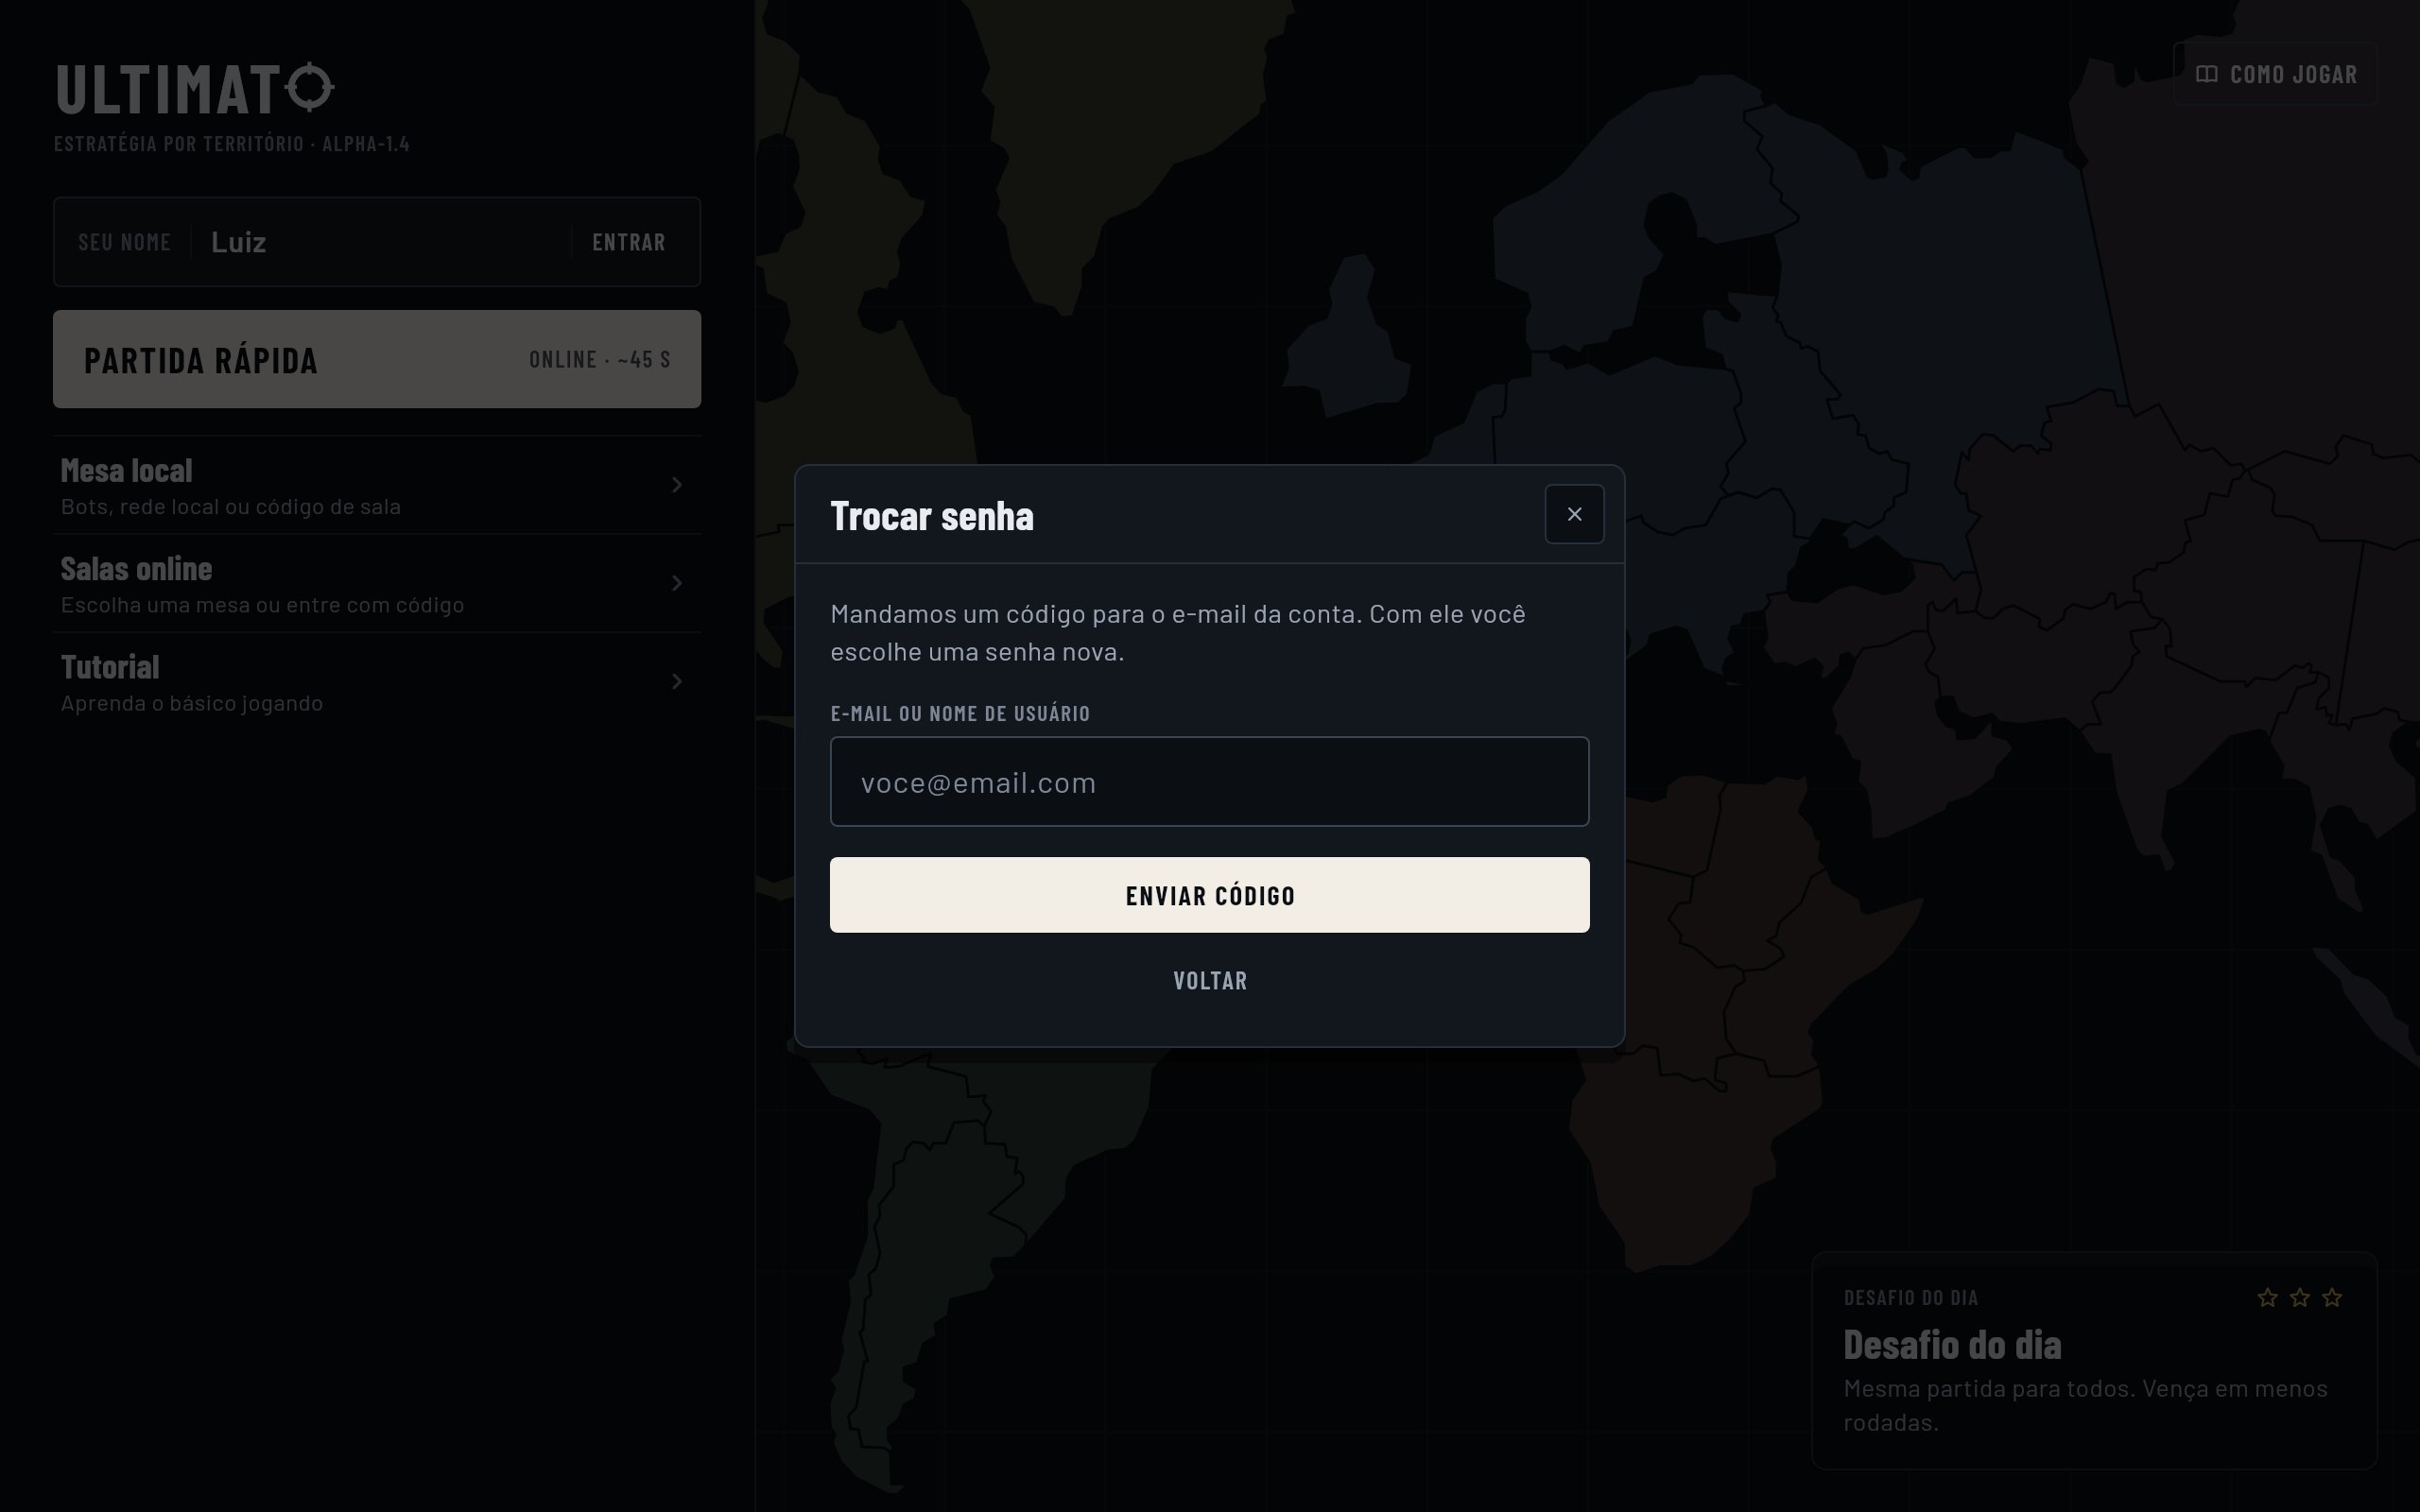 ULTIMATO
ESTRATÉGIA POR TERRITÓRIO · ALPHA-1.4
COMO JOGAR
SEU NOME Luiz ENTRAR
PARTIDA RÁPIDA ONLINE · ~45 S
Mesa local
Bots, rede local ou código de sala
Salas online
Escolha uma mesa ou entre com código
Tutorial
Aprenda o básico jogando
Trocar senha
Mandamos um código para o e-mail da conta. Com ele você
escolhe uma senha nova.
E-MAIL OU NOME DE USUÁRIO
voce@email.com
ENVIAR CÓDIGO
VOLTAR
DESAFIO DO DIA
Desafio do dia
Mesma partida para todos. Vença em menos
rodadas.